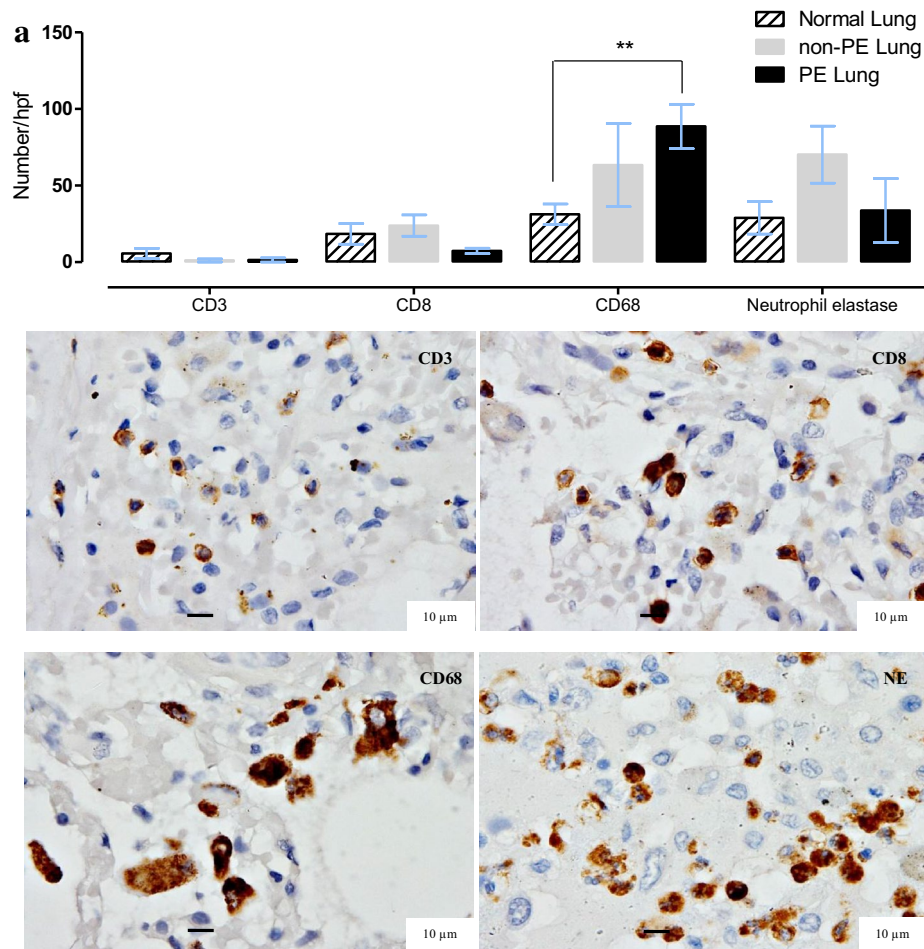 a
150
100
50
0
Number/hpf
**
Normal Lung
non-PE Lung
PE Lung
CD3
CD8
CD68
Neutrophil elastase
CD3
10 µm
CD8
10 µm
CD68
10 µm
NE
10 µm